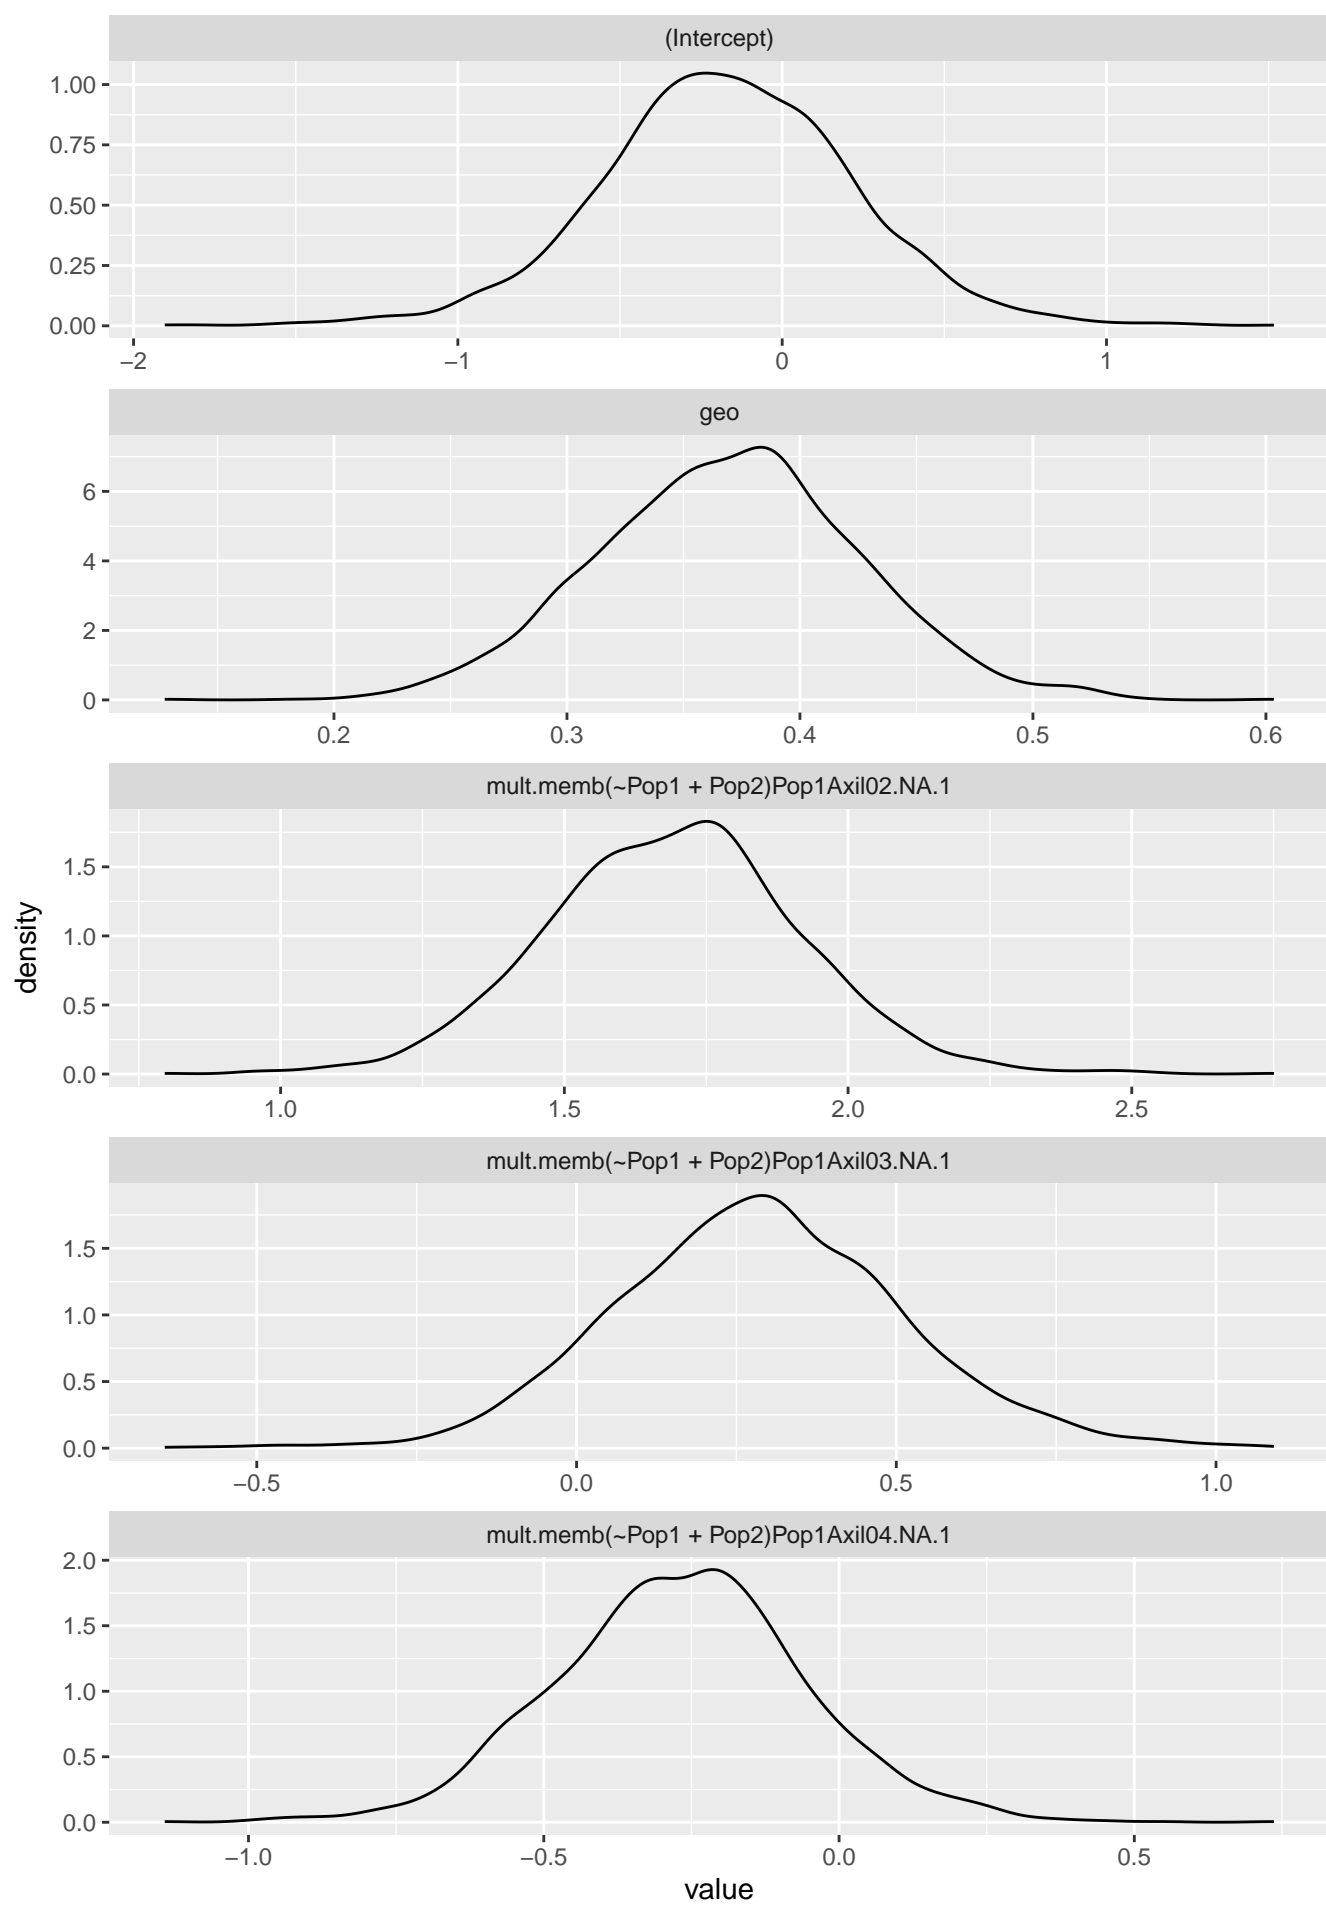 (Intercept)
1.00
0.75
0.50
0.25
0.00
−2 −1 0 1
geo
6
4
2
0
0.2 0.3 0.4 0.5 0.6
mult.memb(~Pop1 + Pop2)Pop1Axil02.NA.1
1.5
1.0
0.5
0.0
1.0 1.5 2.0 2.5
density
mult.memb(~Pop1 + Pop2)Pop1Axil03.NA.1
1.5
1.0
0.5
0.0
−0.5 0.0 0.5 1.0
mult.memb(~Pop1 + Pop2)Pop1Axil04.NA.1
2.0
1.5
1.0
0.5
0.0
−1.0 −0.5 0.0 0.5
value